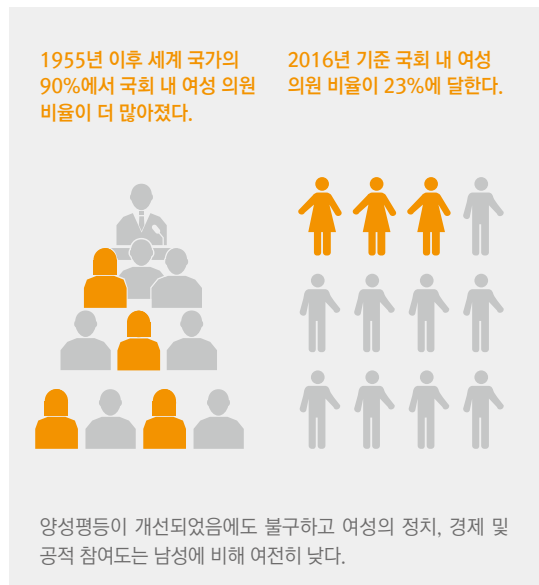 1955년 이후 세계 국가의
90%에서 국회 내 여성 의원
비율이 더 많아졌다.
2016년 기준 국회 내 여성
의원 비율이 23%에 달한다.
양성평등이 개선되었음에도 불구하고 여성의 정치, 경제 및
공적 참여도는 남성에 비해 여전히 낮다.